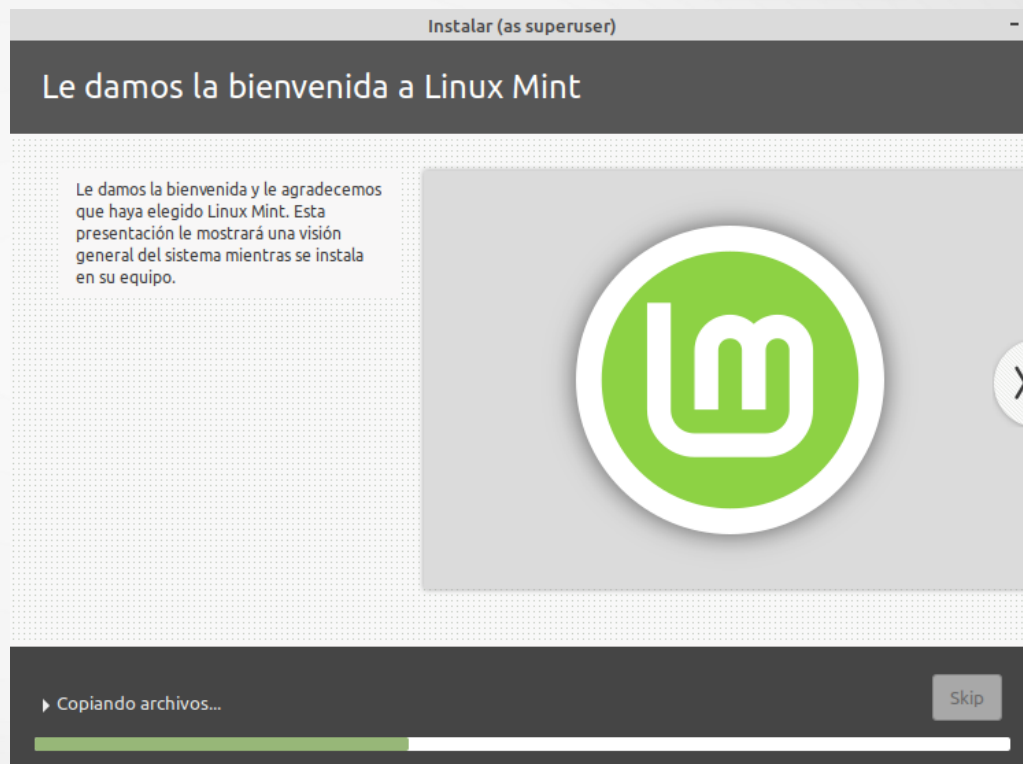 Instalar (as superuser)
Le damos la bienvenida a Linux Mint
Le damos la bienvenida y le agradecemos
que haya elegido Linux Mint. Esta
presentación le mostrará una visión
general del sistema mientras se instala
en su equipo.
Copiando archivos...
Skip